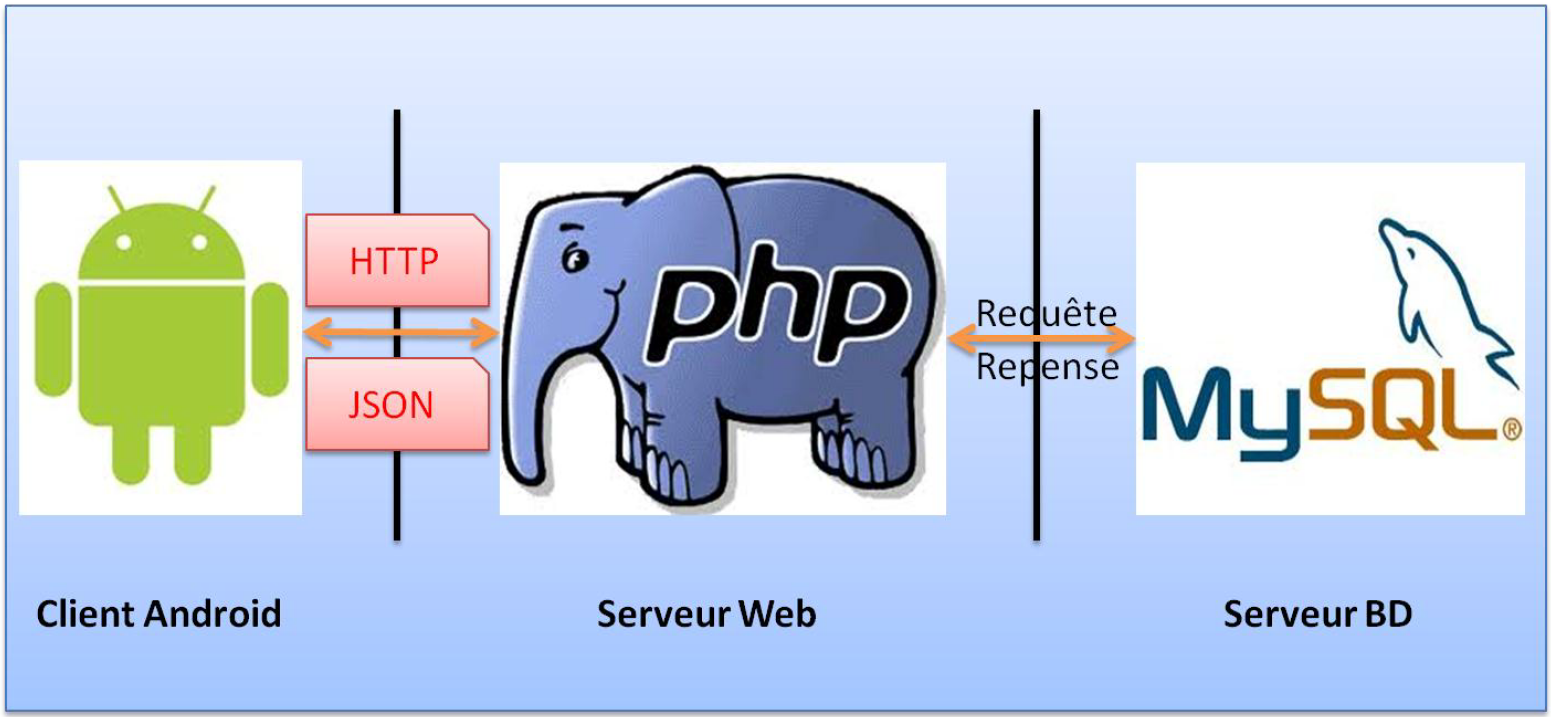 HTTP
JSON
php
Requête
Repense
MySQL®
Client Android
Serveur Web
Serveur BD